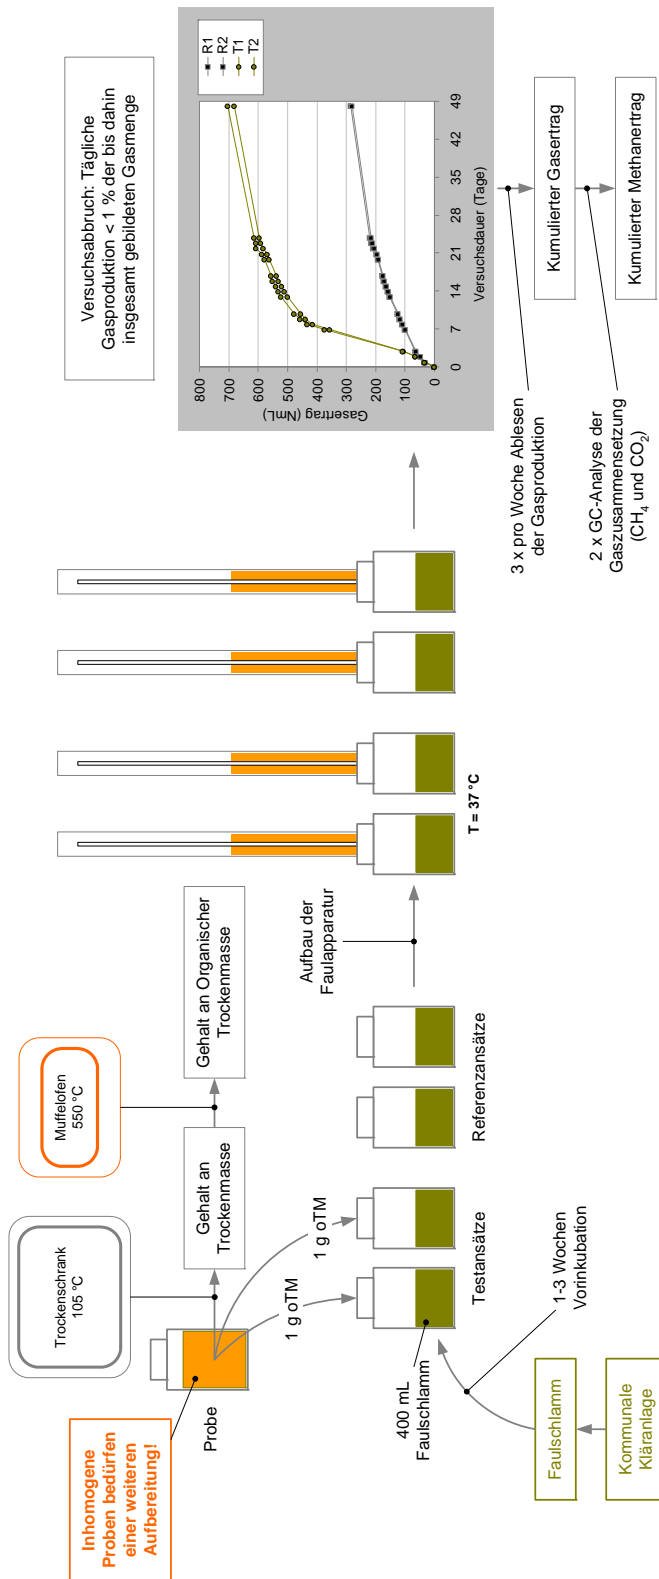 Inhomogene
Proben bedürfen
einer weiteren
Aufbereitung!
Probe
Trockenschrank
105 °C
Gehalt an
Trockenmasse
Muffelofen
550 °C
Gehalt an Organischer
Trockenmasse
1 g oTM
1 g oTM
400 mL
Faulschlamm
Testansätze
Referenzansätze
Kommunale
Kläranlage
Faulschlamm
1-3 Wochen
Vorinkubation
Aufbau der
Faulapparatur
T = 37 °C
Versuchsabbruch: Tägliche
Gasproduktion < 1 % der bis dahin
insgesamt gebildeten Gasmenge
Gasertrag (NmL)
800
700
600
500
400
300
200
100
0
0
7
14
21
28
35
42
49
Versuchsdauer (Tage)
R1
R2
T1
T2
3 x pro Woche Ablesen
der Gasproduktion
Kumulierter Gasertrag
2 x GC-Analyse der
Gaszusammensetzung
(CH₄ und CO₂)
Kumulierter Methanertrag